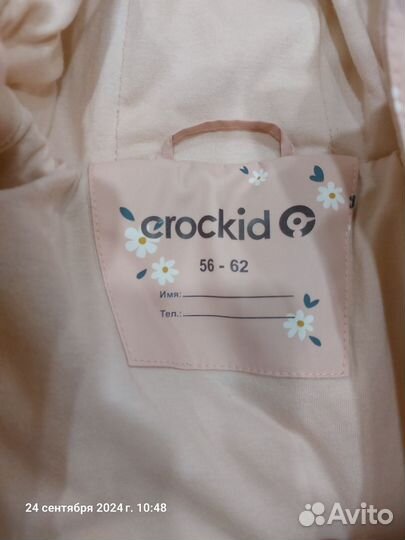 crockid
56 - 62
Имя:
Тел.:
24 сентября 2024 г. 10:48
Avito